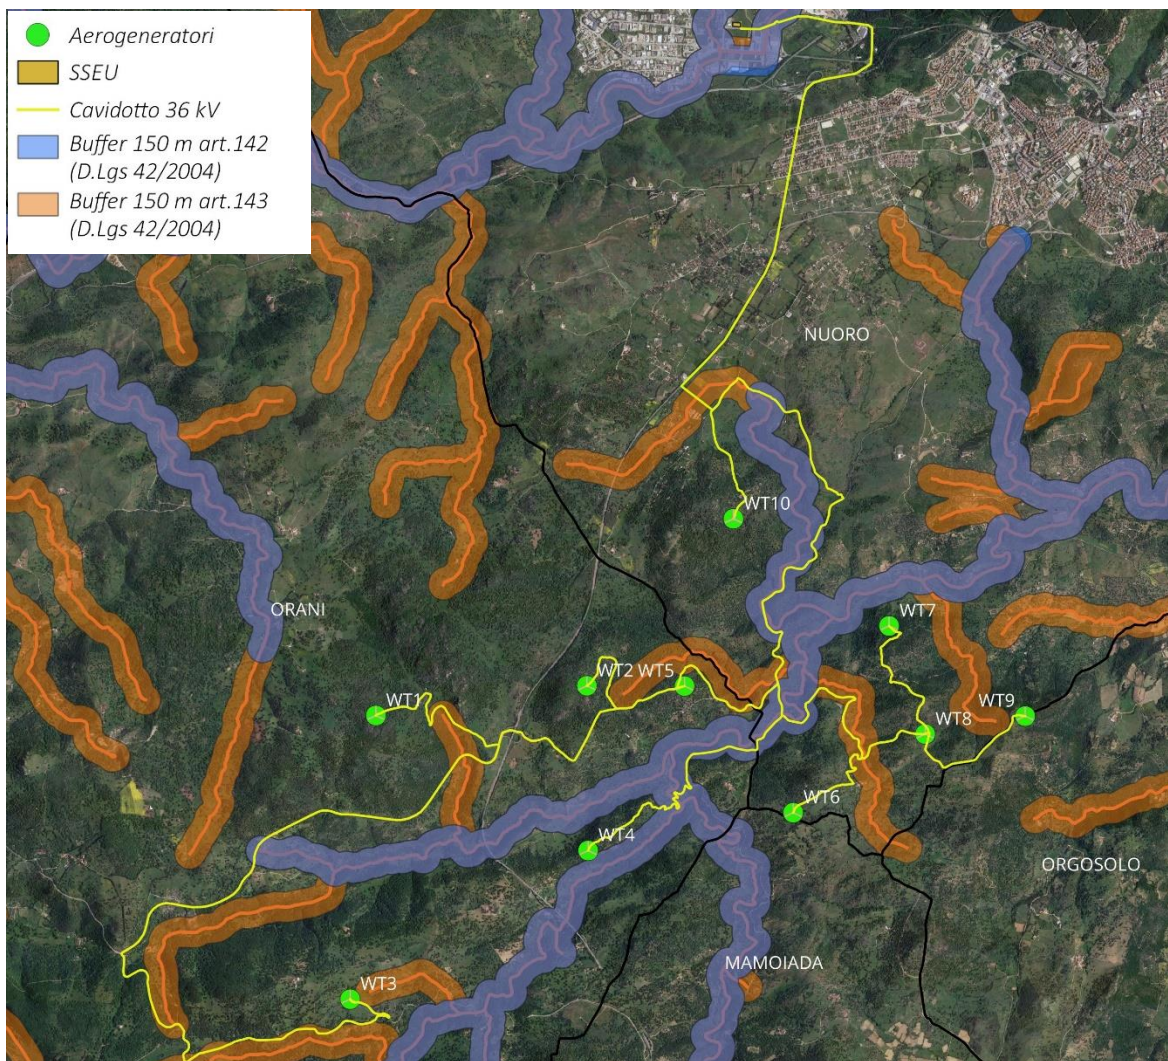 Aerogeneratori
SSEU
Cavidotto 36 kV
Buffer 150 m art.142
(D.Lgs 42/2004)
Buffer 150 m art.143
(D.Lgs 42/2004)
NUORO
WT10
ORANI
WT7
WT2 WT5
WT1
WT9
WT8
WT6
WT4
ORGOSOLO
MAMOIADA
WT3